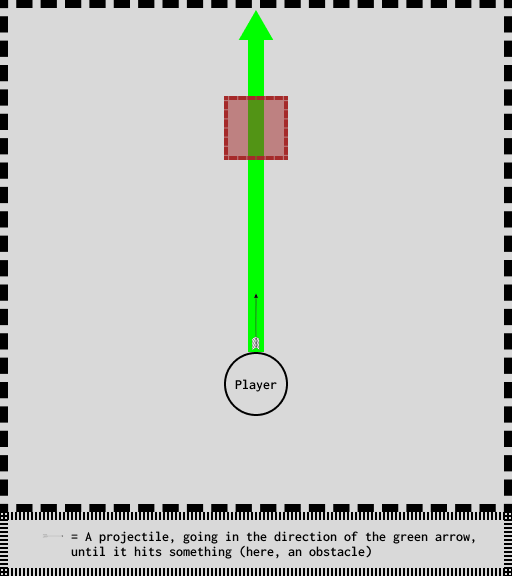 Player
= A projectile, going in the direction of the green arrow,
until it hits something (here, an obstacle)